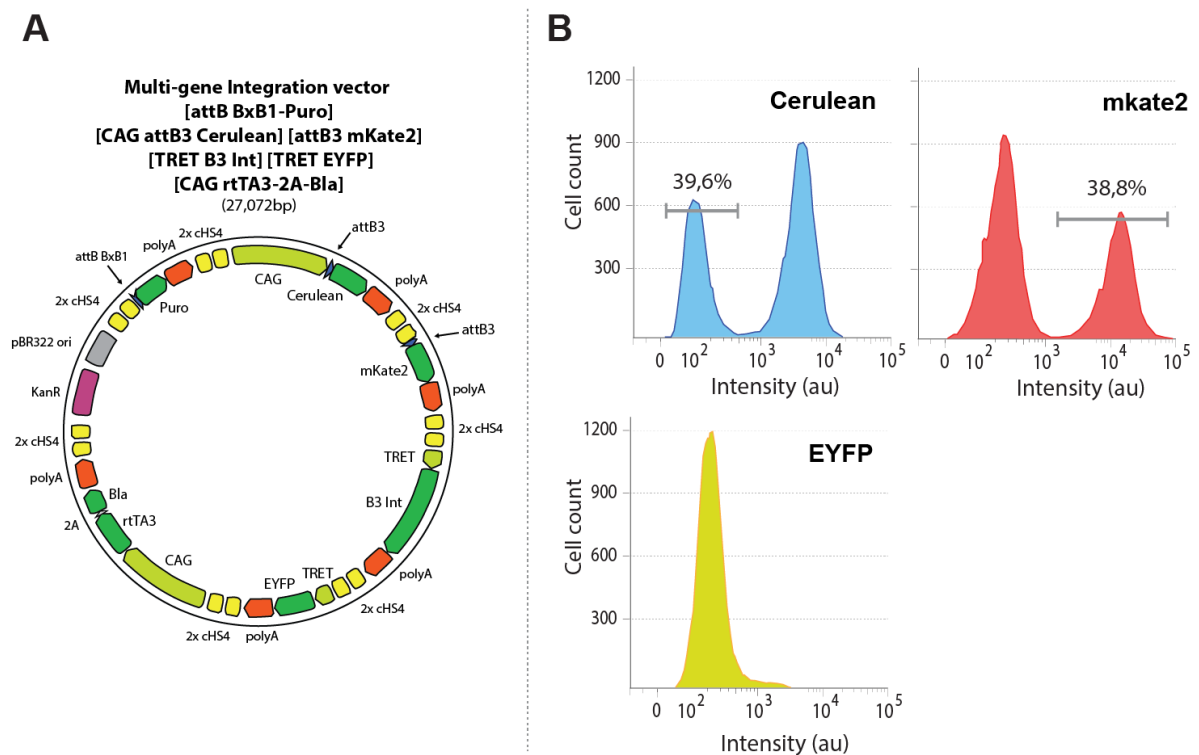 A
Multi-gene Integration vector
[attB BxB1-Puro]
[CAG attB3 Cerulean] [attB3 mKate2]
[TRET B3 Int] [TRET EYFP]
[CAG rtTA3-2A-Bla]
(27,072bp)
2x cHS4
polyA
attB BxB1
attB3
CAG
Cerulean
polyA
2x cHS4
Puro
2x cHS4
attB3
pBR322 ori
mKate2
KanR
polyA
2x cHS4
2x cHS4
TRET
polyA
Bla
B3 Int
rtTA3
2A
CAG
TRET
EYFP
polyA
2x cHS4
2x cHS4
polyA
B
1200
900
600
300
Cell count
Cerulean
39,6%
0 10² 10³ 10⁴ 10⁵
Intensity (au)
mkate2
38,8%
0 10² 10³ 10⁴ 10⁵
Intensity (au)
1200
900
600
300
Cell count
EYFP
0 10² 10³ 10⁴ 10⁵
Intensity (au)